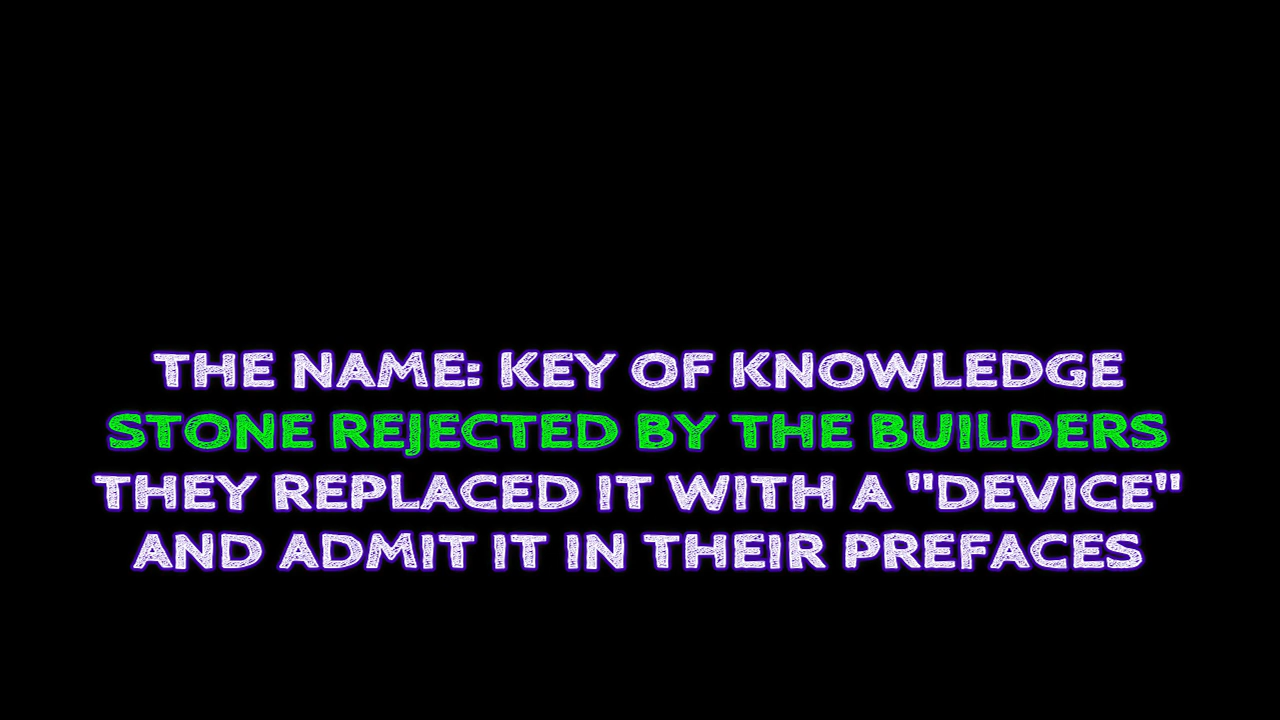 THE NAME: KEY OF KNOWLEDGE
STONE REJECTED BY THE BUILDERS
THEY REPLACED IT WITH A "DEVICE"
AND ADMIT IT IN THEIR PREFACES